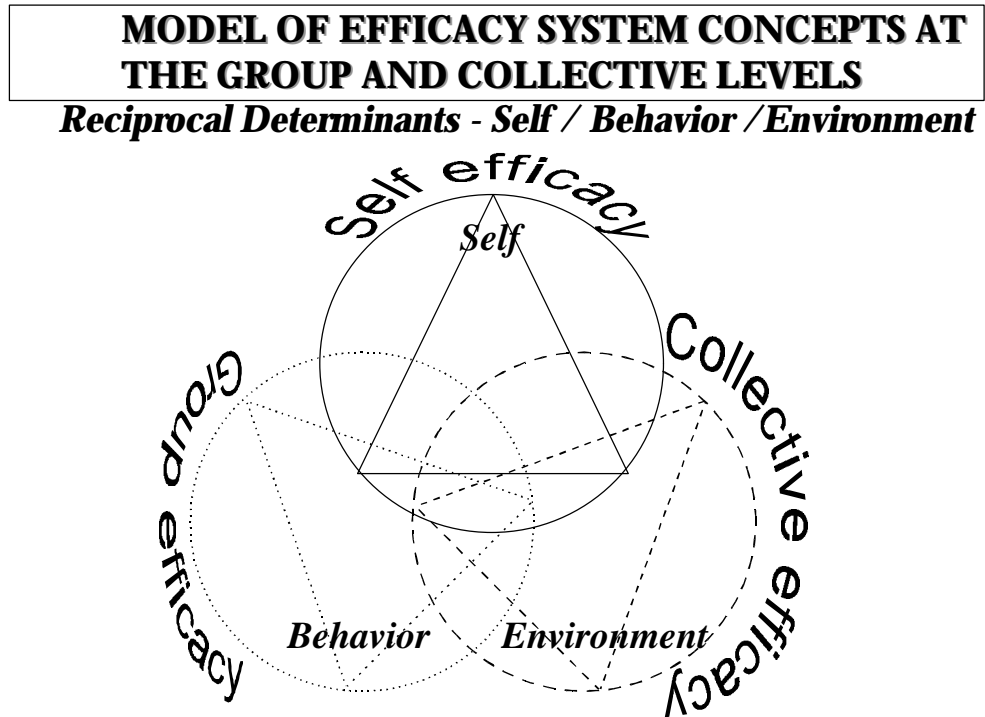 MODEL OF EFFICACY SYSTEM CONCEPTS AT
THE GROUP AND COLLECTIVE LEVELS
Reciprocal Determinants - Self / Behavior /Environment
Self efficacy
Self
Collective efficacy
Group efficacy
Behavior
Environment